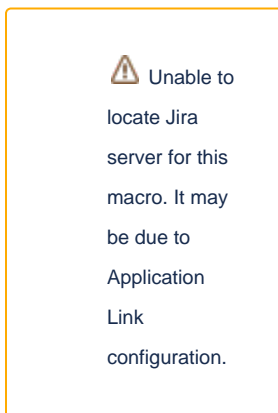 Unable to
locate Jira
server for this
macro. It may
be due to
Application
Link
configuration.